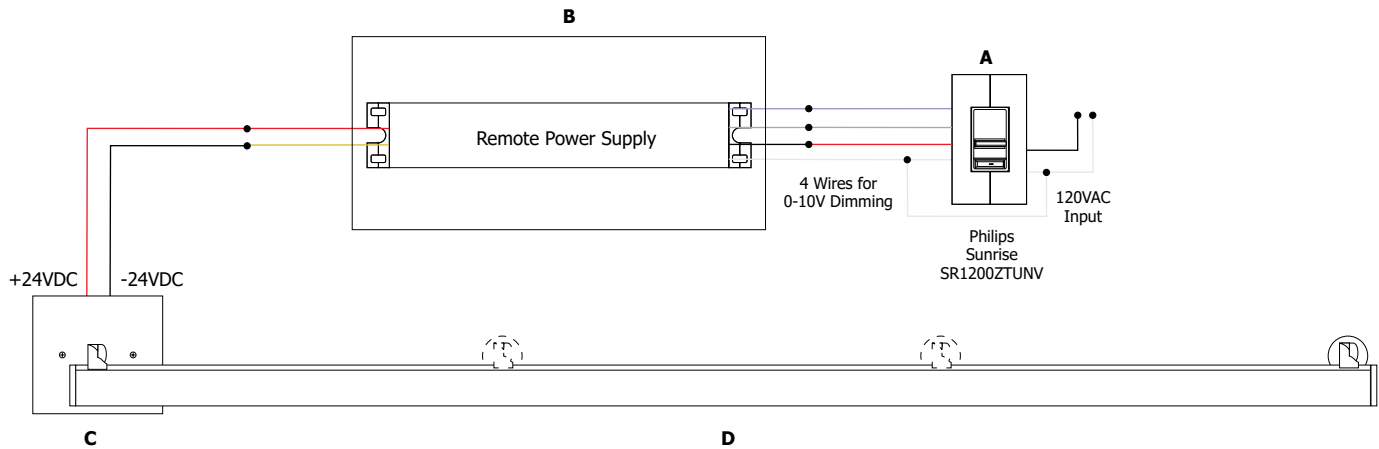 B
A
Remote Power Supply
4 Wires for
0-10V Dimming
120VAC
Input
Philips
Sunrise
SR1200ZTUNV
+24VDC
-24VDC
C
D